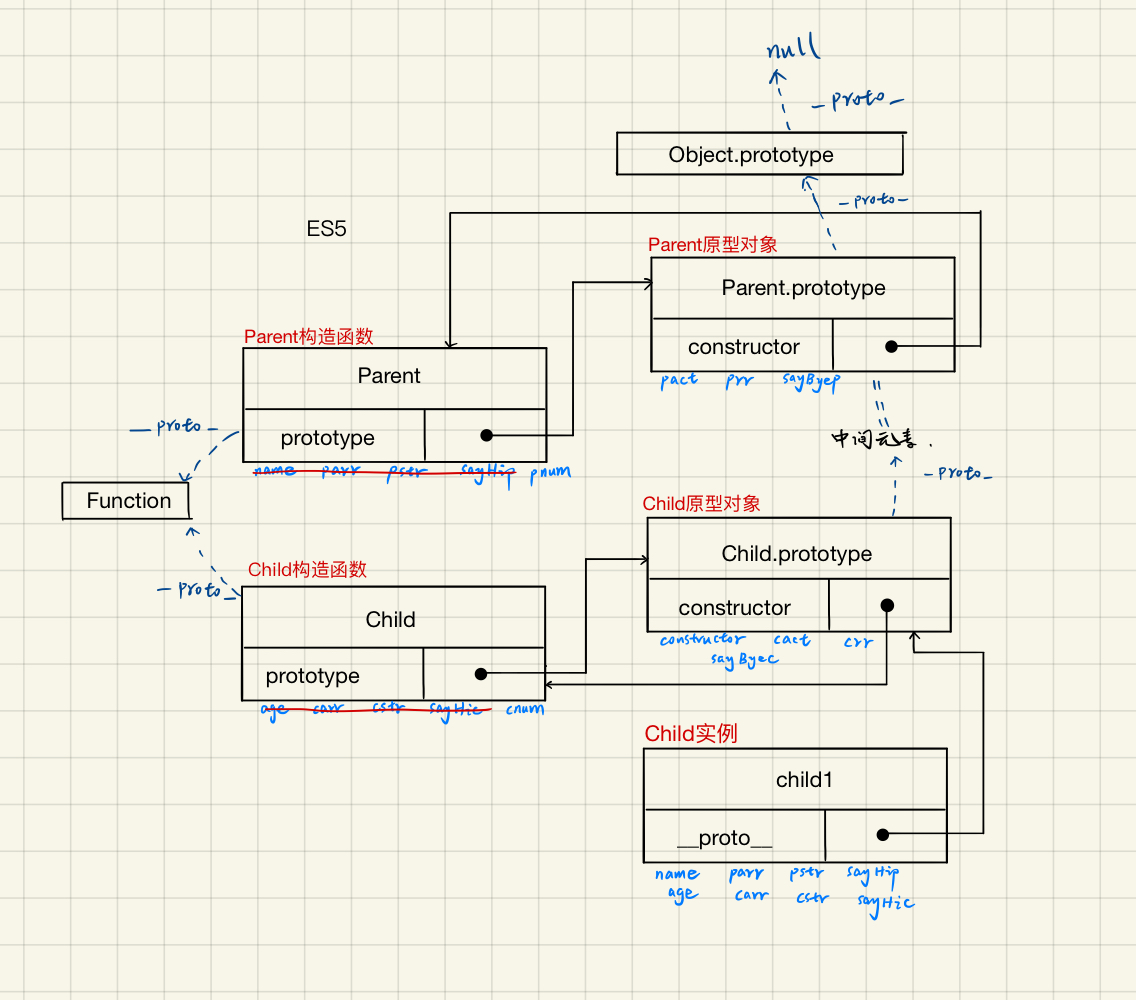 null
_proto_
Object.prototype
_proto_
ES5
Parent原型对象
Parent.prototype
Parent构造函数
constructor
Parent
pact prr sayByep
_proto_
prototype
中间元素.
name parr pstr sayHip pnum
_proto_
Function
Child原型对象
Child.prototype
Child构造函数
_proto_
constructor
Child
constructor cact crr
sayByec
prototype
age carr cstr sayHic cnum
Child实例
child1
__proto__
name parr pstr sayHip
age carr cstr sayHic